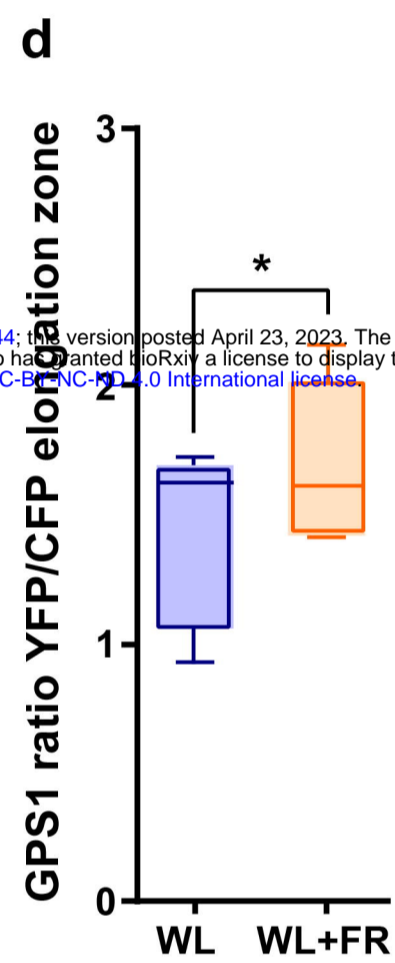 d
GPS1 ratio YFP/CFP elongation zone
3
*
44; this version posted April 23, 2023. The
has granted bioRxiv a license to display
C-BY-NC-ND 4.0 International license.
2
1
0
WL WL+FR